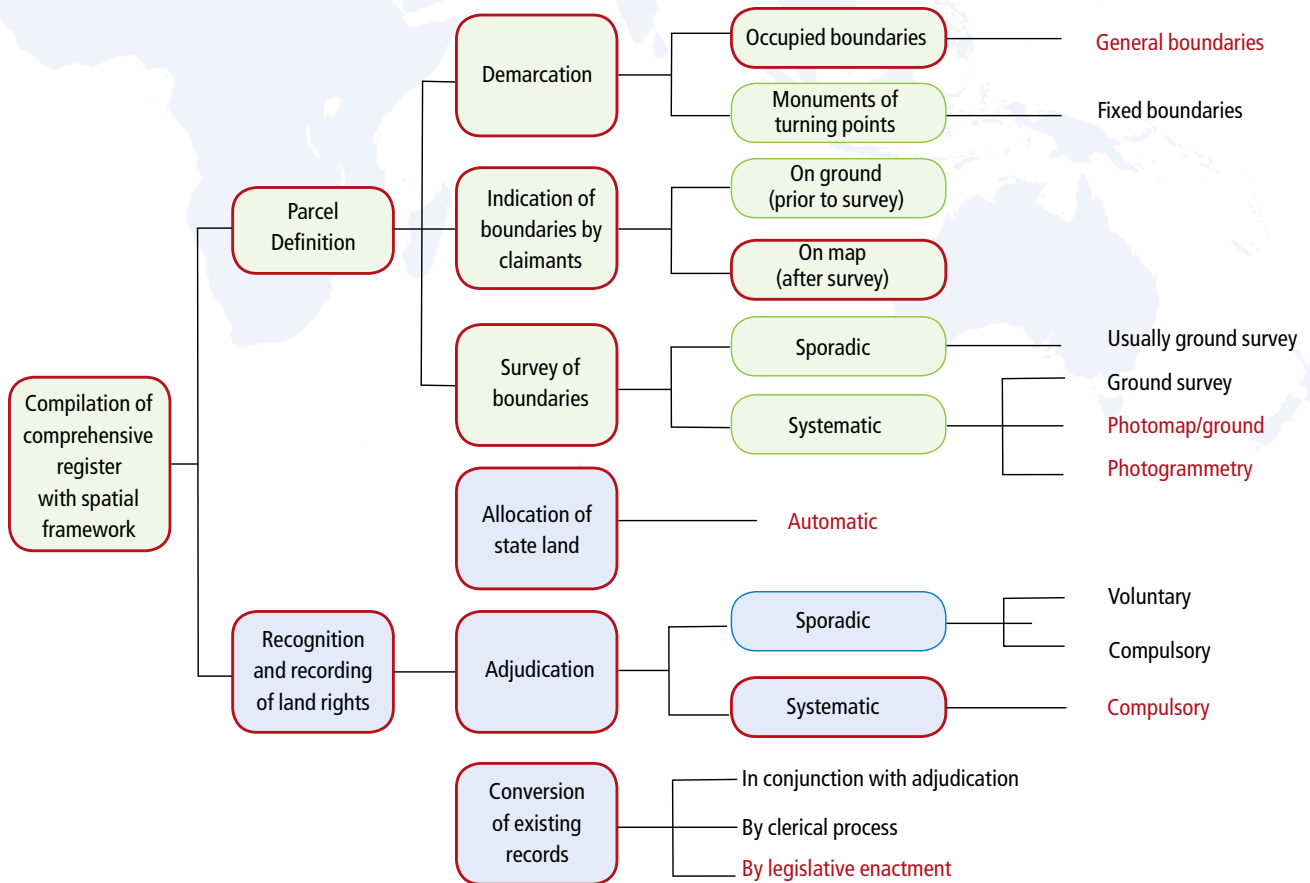 Compilation of
comprehensive
register
with spatial
framework
Parcel
Definition
Demarcation
Occupied boundaries
General boundaries
Monuments of
turning points
Fixed boundaries
Indication of
boundaries by
claimants
On ground
(prior to survey)
On map
(after survey)
Survey of
boundaries
Sporadic
Usually ground survey
Systematic
Ground survey
Photomap/ground
Photogrammetry
Recognition
and recording
of land rights
Allocation of
state land
Automatic
Adjudication
Sporadic
Voluntary
Compulsory
Systematic
Compulsory
Conversion
of existing
records
In conjunction with adjudication
By clerical process
By legislative enactment